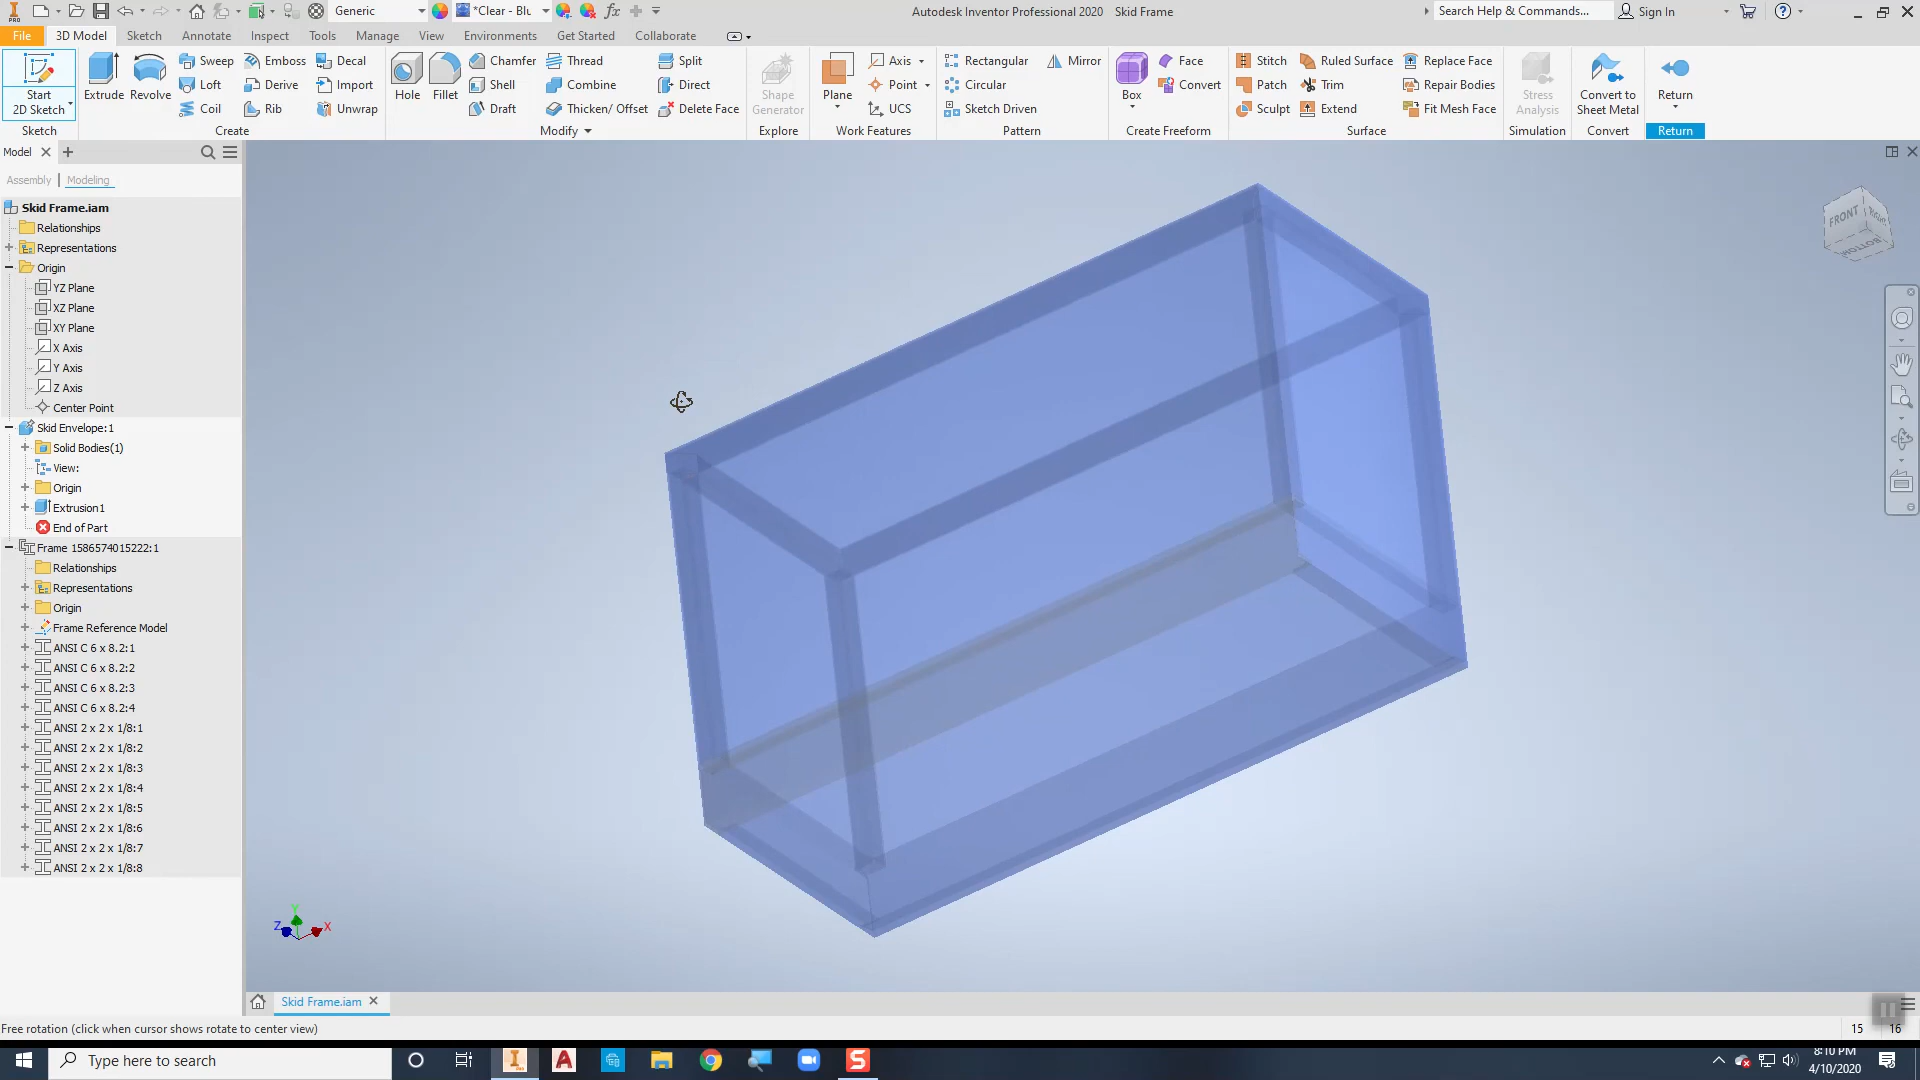 Generic
*Clear - Blu
fx
Autodesk Inventor Professional 2020 Skid Frame
Search Help & Commands...
Sign In
PRO
File 3D Model Sketch Annotate Inspect Tools Manage View Environments Get Started Collaborate
Start
2D Sketch
Sketch
Extrude
Revolve
Sweep
Loft
Coil
Emboss
Derive
Rib
Decal
Import
Unwrap
Create
Hole
Fillet
Chamfer
Shell
Draft
Thread
Combine
Thicken/ Offset
Split
Direct
Delete Face
Modify
Shape
Generator
Explore
Plane
Axis
Point
UCS
Work Features
Rectangular
Circular
Sketch Driven
Mirror
Pattern
Box
Face
Convert
Create Freeform
Stitch
Patch
Sculpt
Ruled Surface
Trim
Extend
Replace Face
Repair Bodies
Fit Mesh Face
Surface
Stress
Analysis
Simulation
Convert to
Sheet Metal
Convert
Return
Return
Model
Assembly | Modeling
Skid Frame.iam
Relationships
Representations
Origin
YZ Plane
XZ Plane
XY Plane
X Axis
Y Axis
Z Axis
Center Point
Skid Envelope:1
Solid Bodies(1)
View:
Origin
Extrusion1
End of Part
Frame 1586574015222:1
Relationships
Representations
Origin
Frame Reference Model
ANSI C 6 x 8.2:1
ANSI C 6 x 8.2:2
ANSI C 6 x 8.2:3
ANSI C 6 x 8.2:4
ANSI 2 x 2 x 1/8:1
ANSI 2 x 2 x 1/8:2
ANSI 2 x 2 x 1/8:3
ANSI 2 x 2 x 1/8:4
ANSI 2 x 2 x 1/8:5
ANSI 2 x 2 x 1/8:6
ANSI 2 x 2 x 1/8:7
ANSI 2 x 2 x 1/8:8
FRONT
RIGHT
BOTTOM
Y
Z
X
Skid Frame.iam
Free rotation (click when cursor shows rotate to center view)
15 16
Type here to search
8:10 PM
4/10/2020